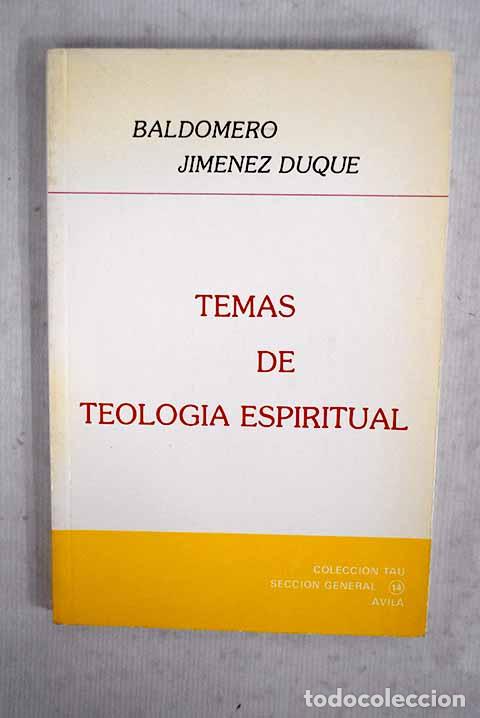 BALDOMERO
JIMENEZ DUQUE
TEMAS
DE
TEOLOGIA ESPIRITUAL
COLECCION TAU
SECCION GENERAL 14
AVILA
todocoleccion